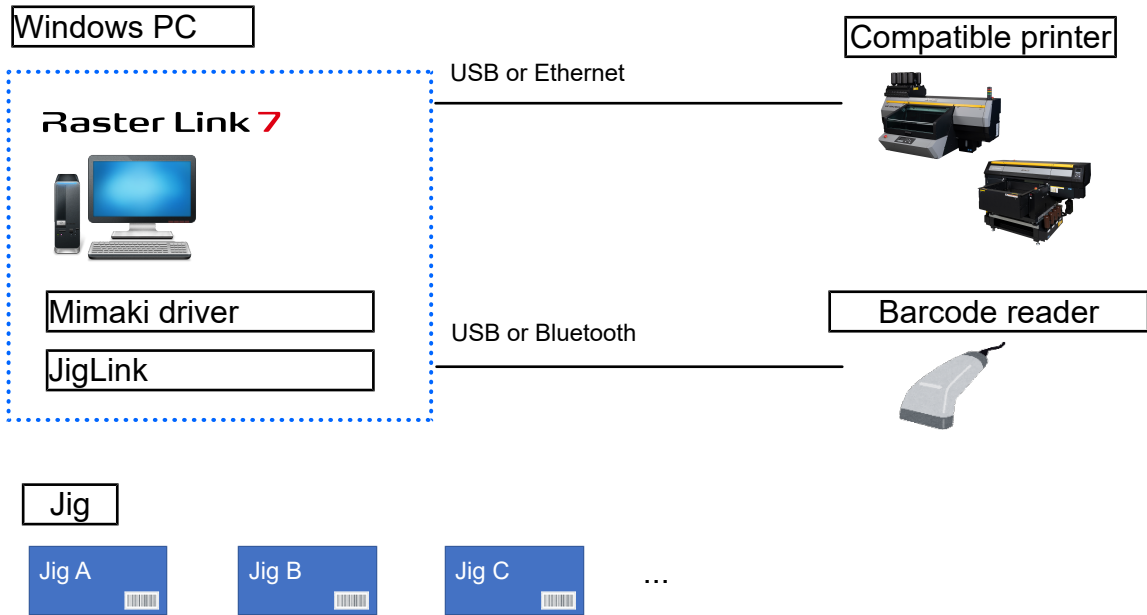 Windows PC
Compatible printer
USB or Ethernet
Raster Link 7
Mimaki driver
Barcode reader
USB or Bluetooth
JigLink
Jig
Jig A
Jig B
Jig C
...